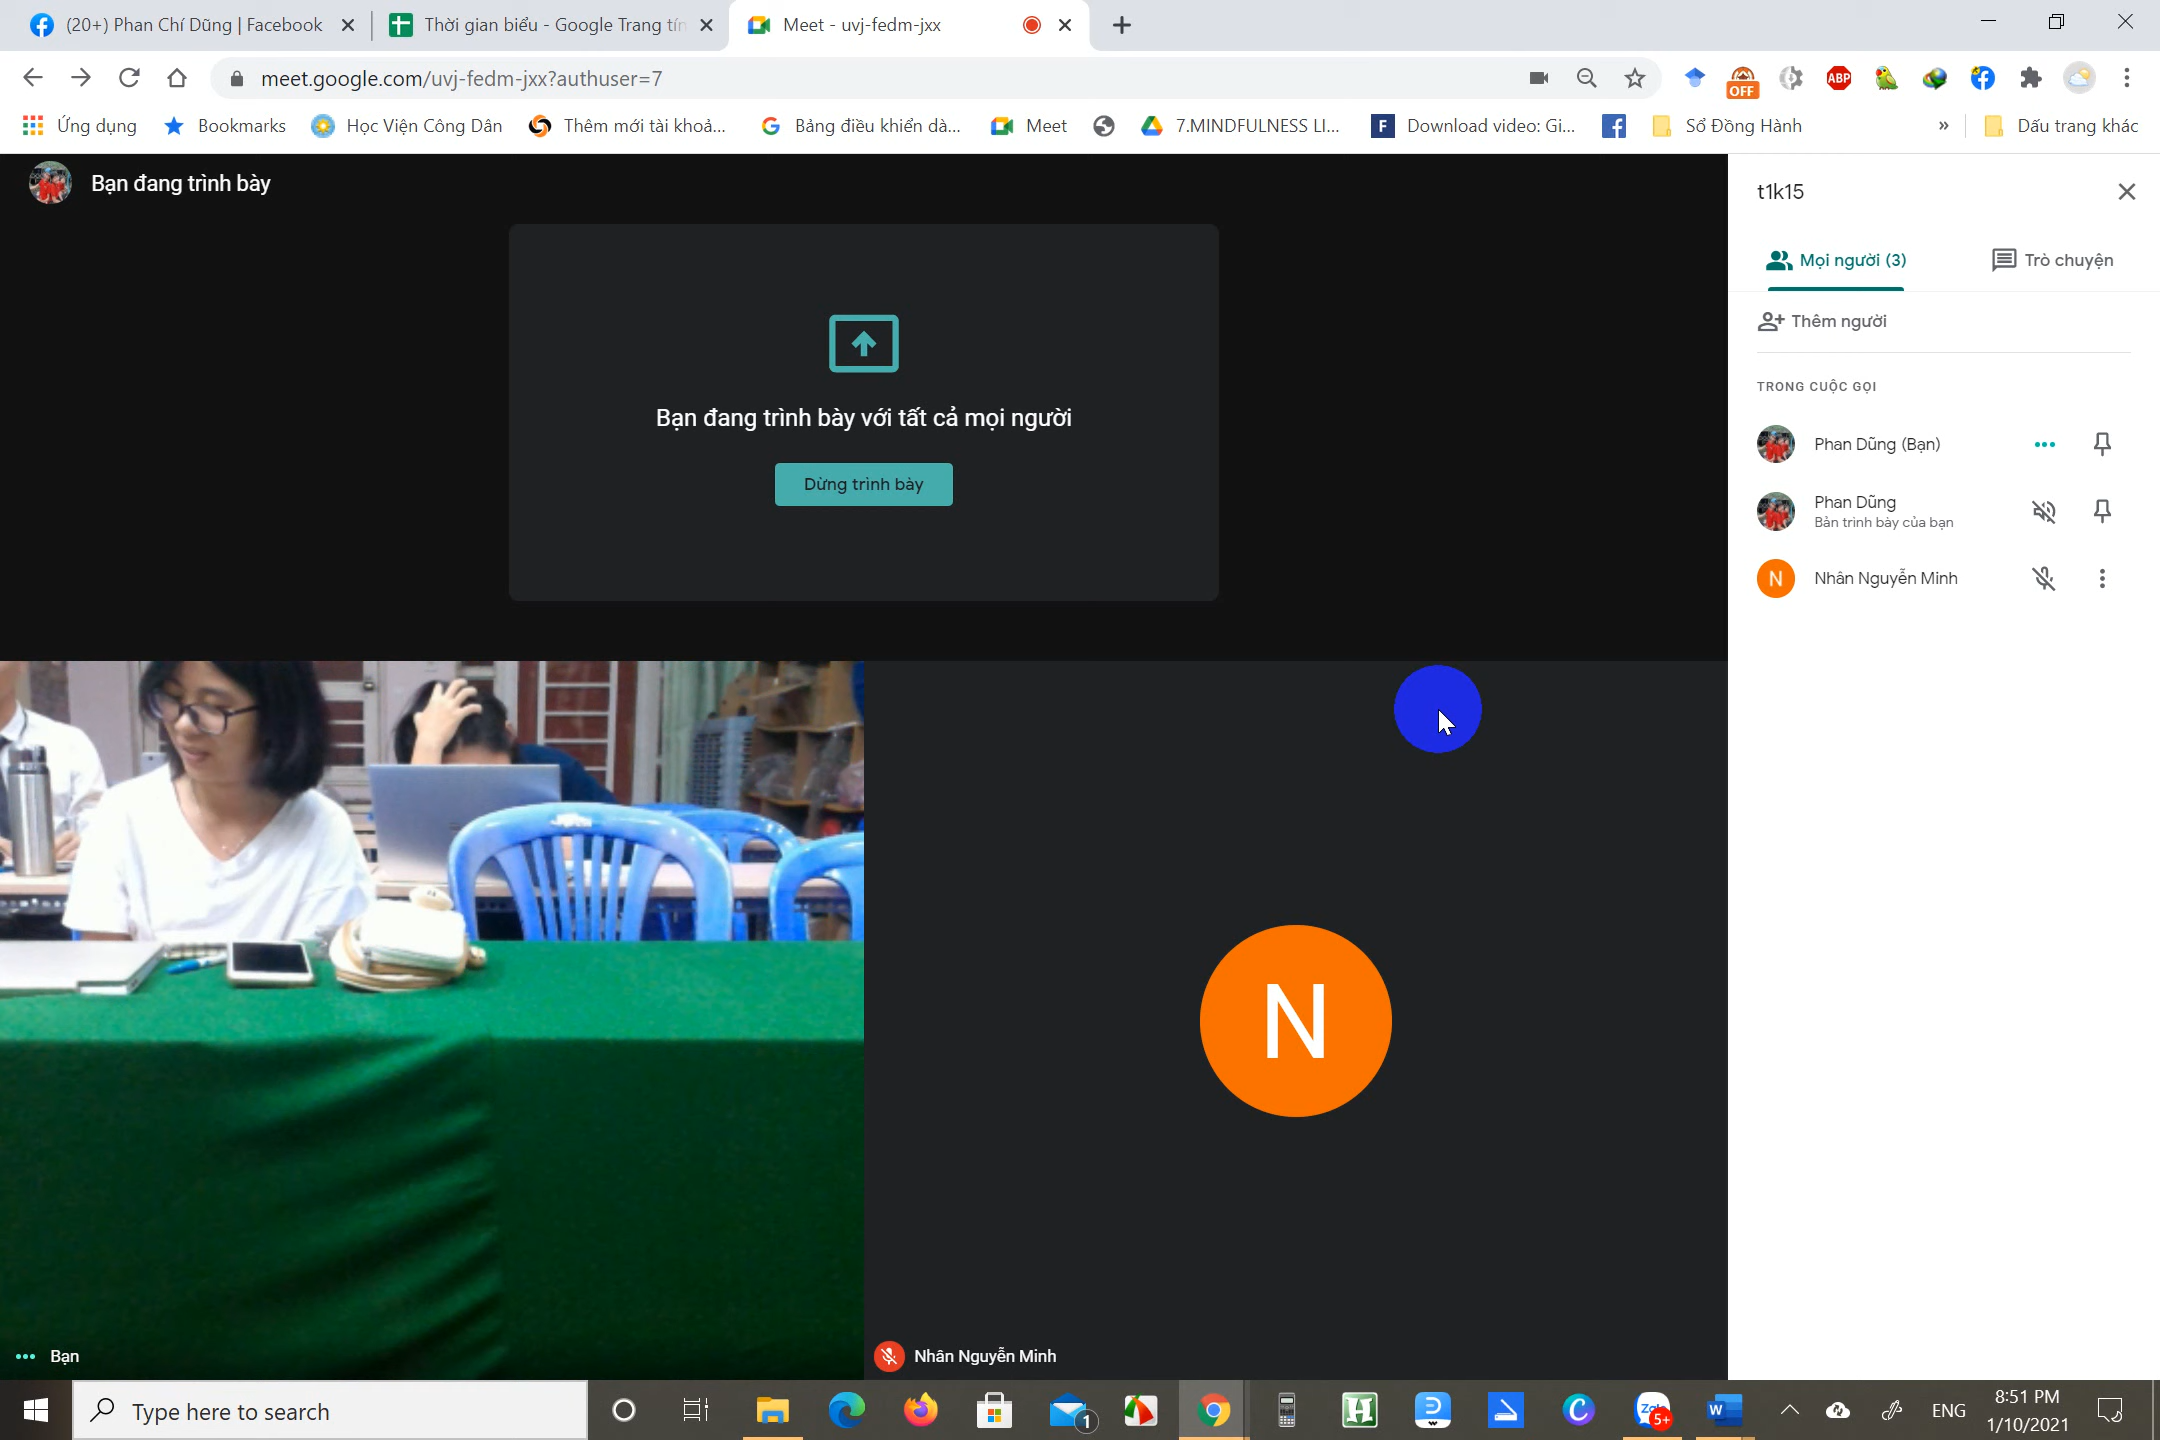 (20+) Phan Chí Dũng | Facebook
Thời gian biểu - Google Trang tín
Meet - uvj-fedm-jxx
meet.google.com/uvj-fedm-jxx?authuser=7
OFF
ABP
Ứng dụng
Bookmarks
Học Viện Công Dân
Thêm mới tài khoả...
Bảng điều khiển dà...
Meet
7.MINDFULNESS LI...
Download video: Gi...
Sổ Đồng Hành
»
Dấu trang khác
Bạn đang trình bày
Bạn đang trình bày với tất cả mọi người
Dừng trình bày
t1k15
Mọi người (3)
Trò chuyện
Thêm người
TRONG CUỘC GỌI
Phan Dũng (Bạn)
Phan Dũng
Bản trình bày của bạn
N
Nhân Nguyễn Minh
N
Bạn
Nhân Nguyễn Minh
Type here to search
1
5+
ENG
8:51 PM
1/10/2021